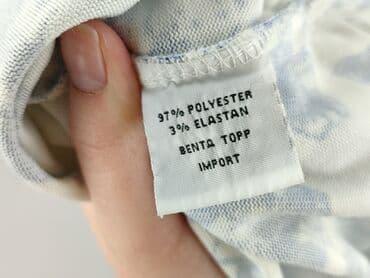 97% POLYESTER
3% ELASTAN
BENTA TOPP
IMPORT